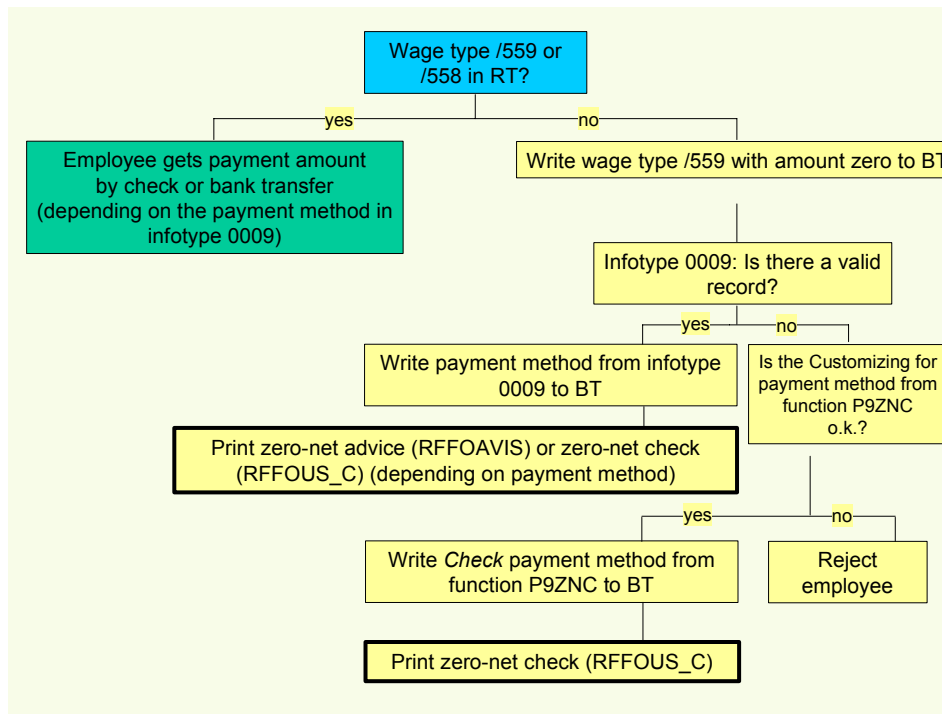 Wage type /559 or
/558 in RT?
yes
no
Employee gets payment amount
by check or bank transfer
(depending on the payment method in
infotype 0009)
Write wage type /559 with amount zero to BT
Infotype 0009: Is there a valid
record?
yes
no
Write payment method from infotype
0009 to BT
Is the Customizing for
payment method from
function P9ZNC
o.k.?
Print zero-net advice (RFFOAVIS) or zero-net check
(RFFOUS_C) (depending on payment method)
yes
no
Write Check payment method from
function P9ZNC to BT
Reject
employee
Print zero-net check (RFFOUS_C)